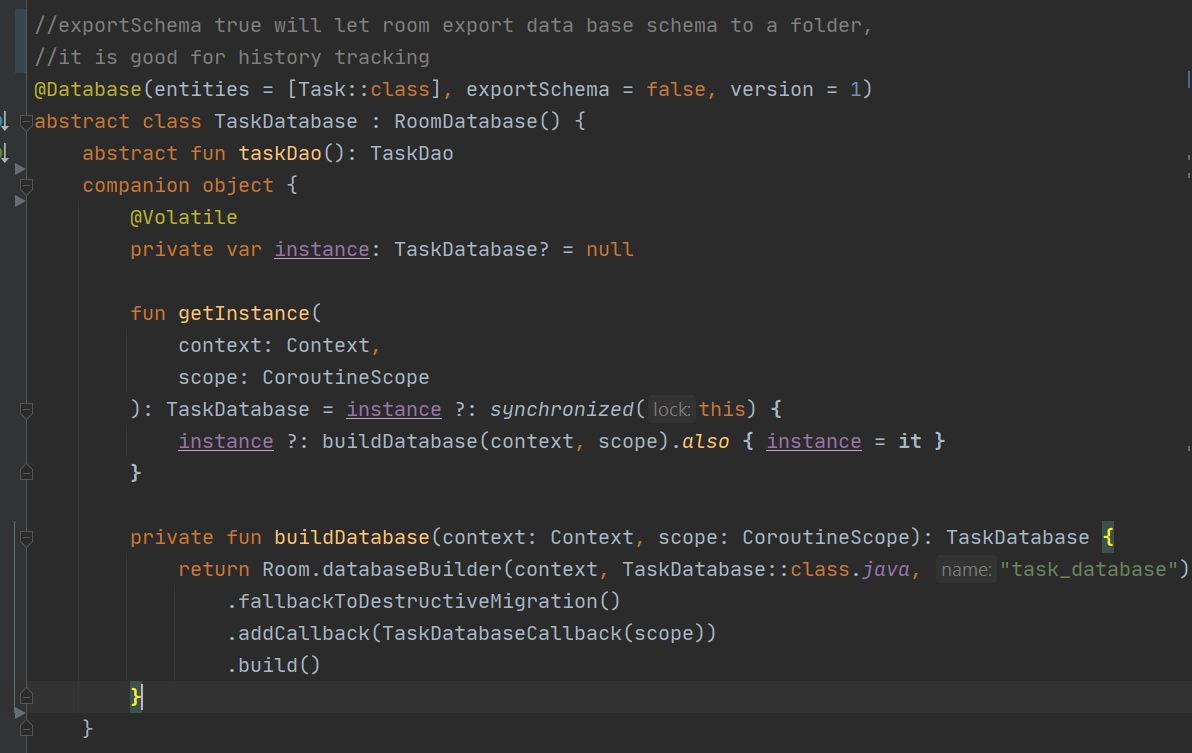 //exportSchema true will let room export data base schema to a folder,
//it is good for history tracking
@Database(entities = [Task::class], exportSchema = false, version = 1)
abstract class TaskDatabase : RoomDatabase() {
    abstract fun taskDao(): TaskDao
    companion object {
        @Volatile
        private var instance: TaskDatabase? = null

        fun getInstance(
            context: Context,
            scope: CoroutineScope
        ): TaskDatabase = instance ?: synchronized( lock: this) {
            instance ?: buildDatabase(context, scope).also { instance = it }
        }

        private fun buildDatabase(context: Context, scope: CoroutineScope): TaskDatabase {
            return Room.databaseBuilder(context, TaskDatabase::class.java, name: "task_database")
                .fallbackToDestructiveMigration()
                .addCallback(TaskDatabaseCallback(scope))
                .build()
        }
    }